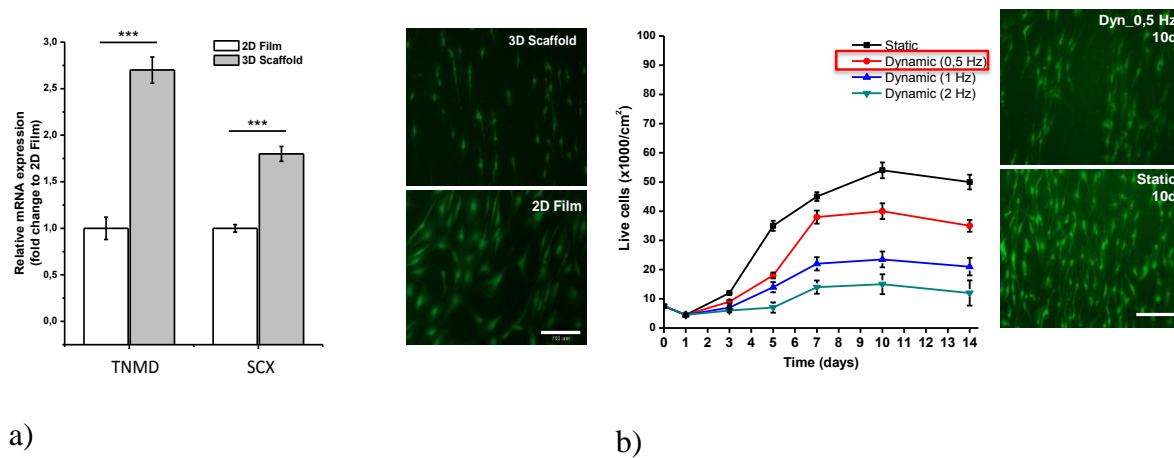 Relative mRNA expression
(fold change to 2D Film)
3,0
2,5
2,0
1,5
1,0
0,5
0,0
***
***
2D Film
3D Scaffold
TNMD
SCX
3D Scaffold
2D Film
100 µm
a)
Live cells (x1000/cm²)
100
90
80
70
60
50
40
30
20
10
0
Static
Dynamic (0,5 Hz)
Dynamic (1 Hz)
Dynamic (2 Hz)
0 1 2 3 4 5 6 7 8 9 10 11 12 13 14
Time (days)
Dyn_0,5 Hz
10d
Static
10d
b)